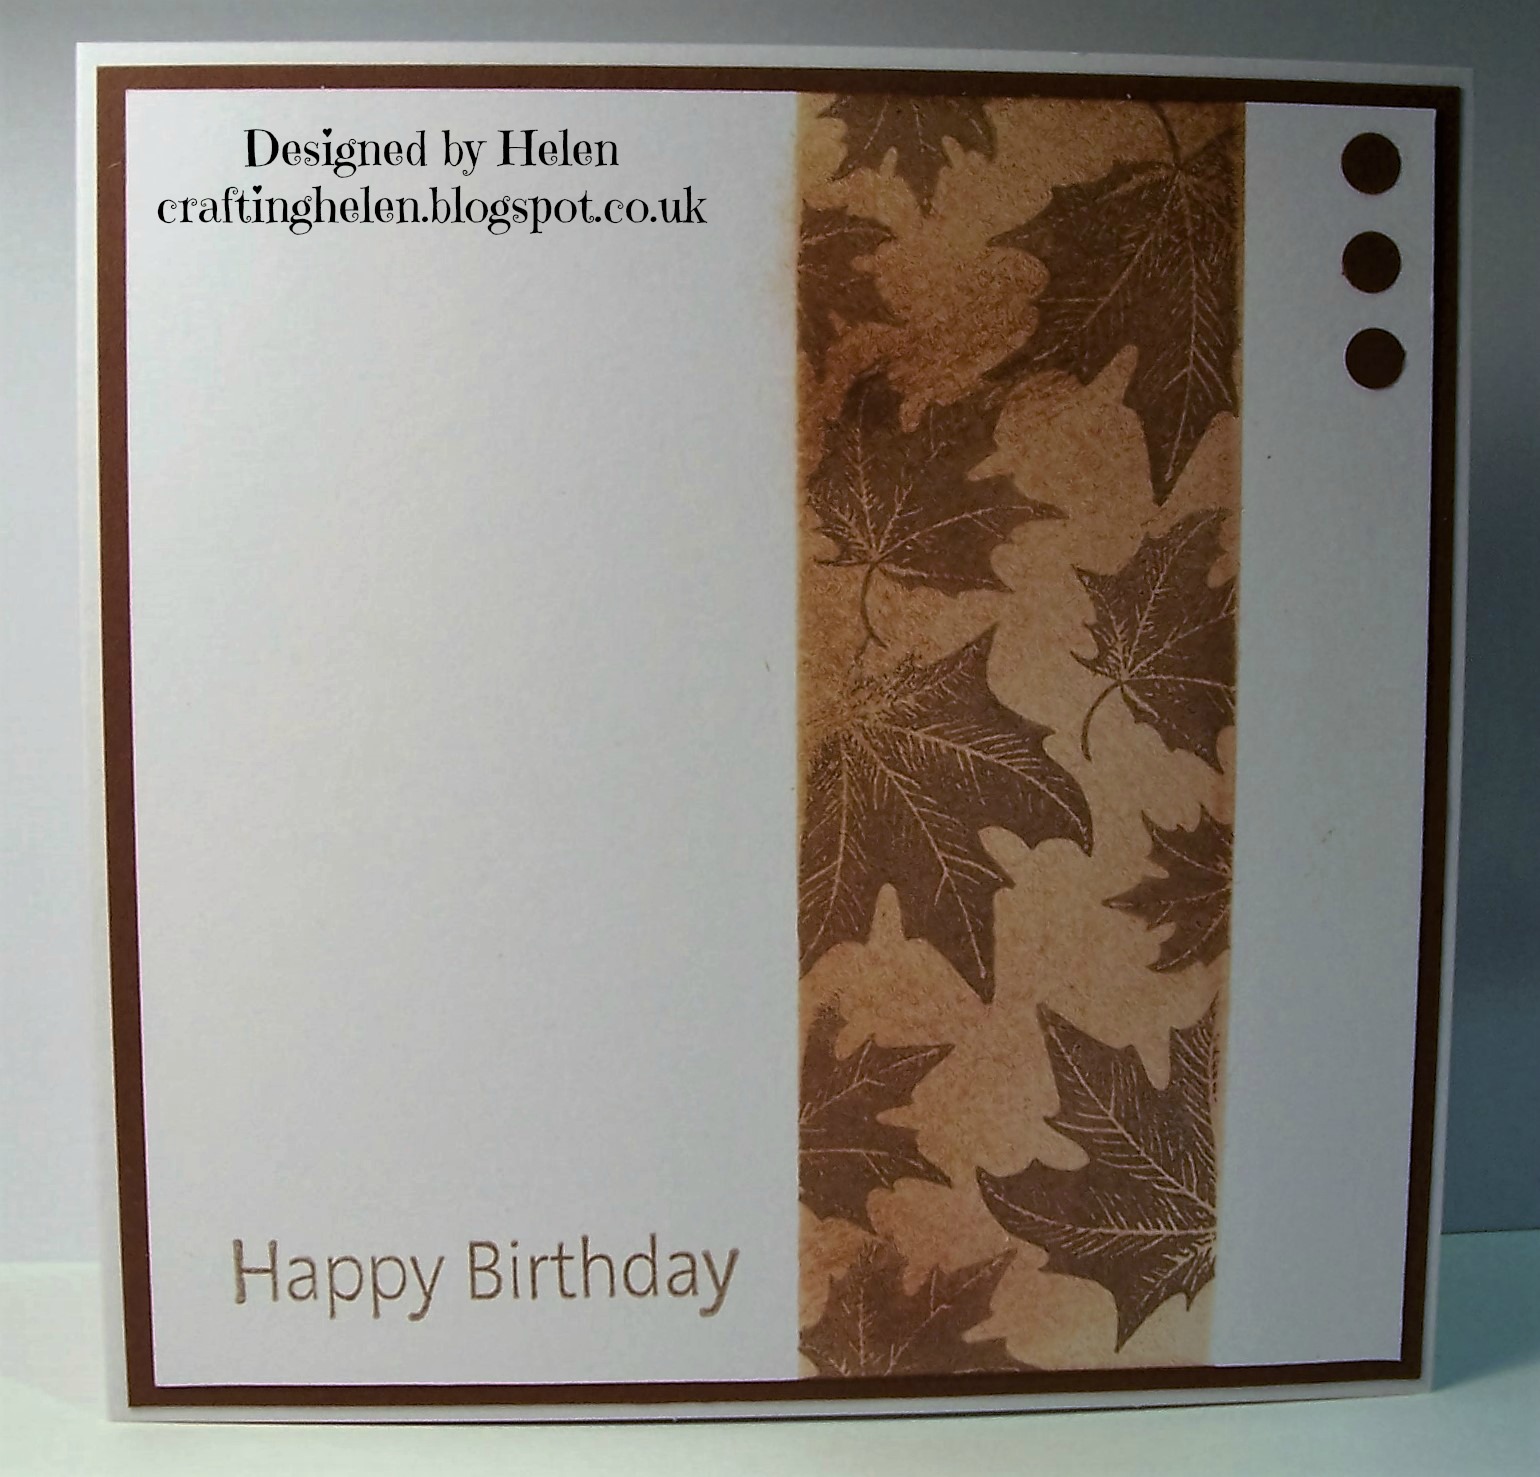 Designed by Helen
craftinghelen.blogspot.co.uk
Happy Birthday